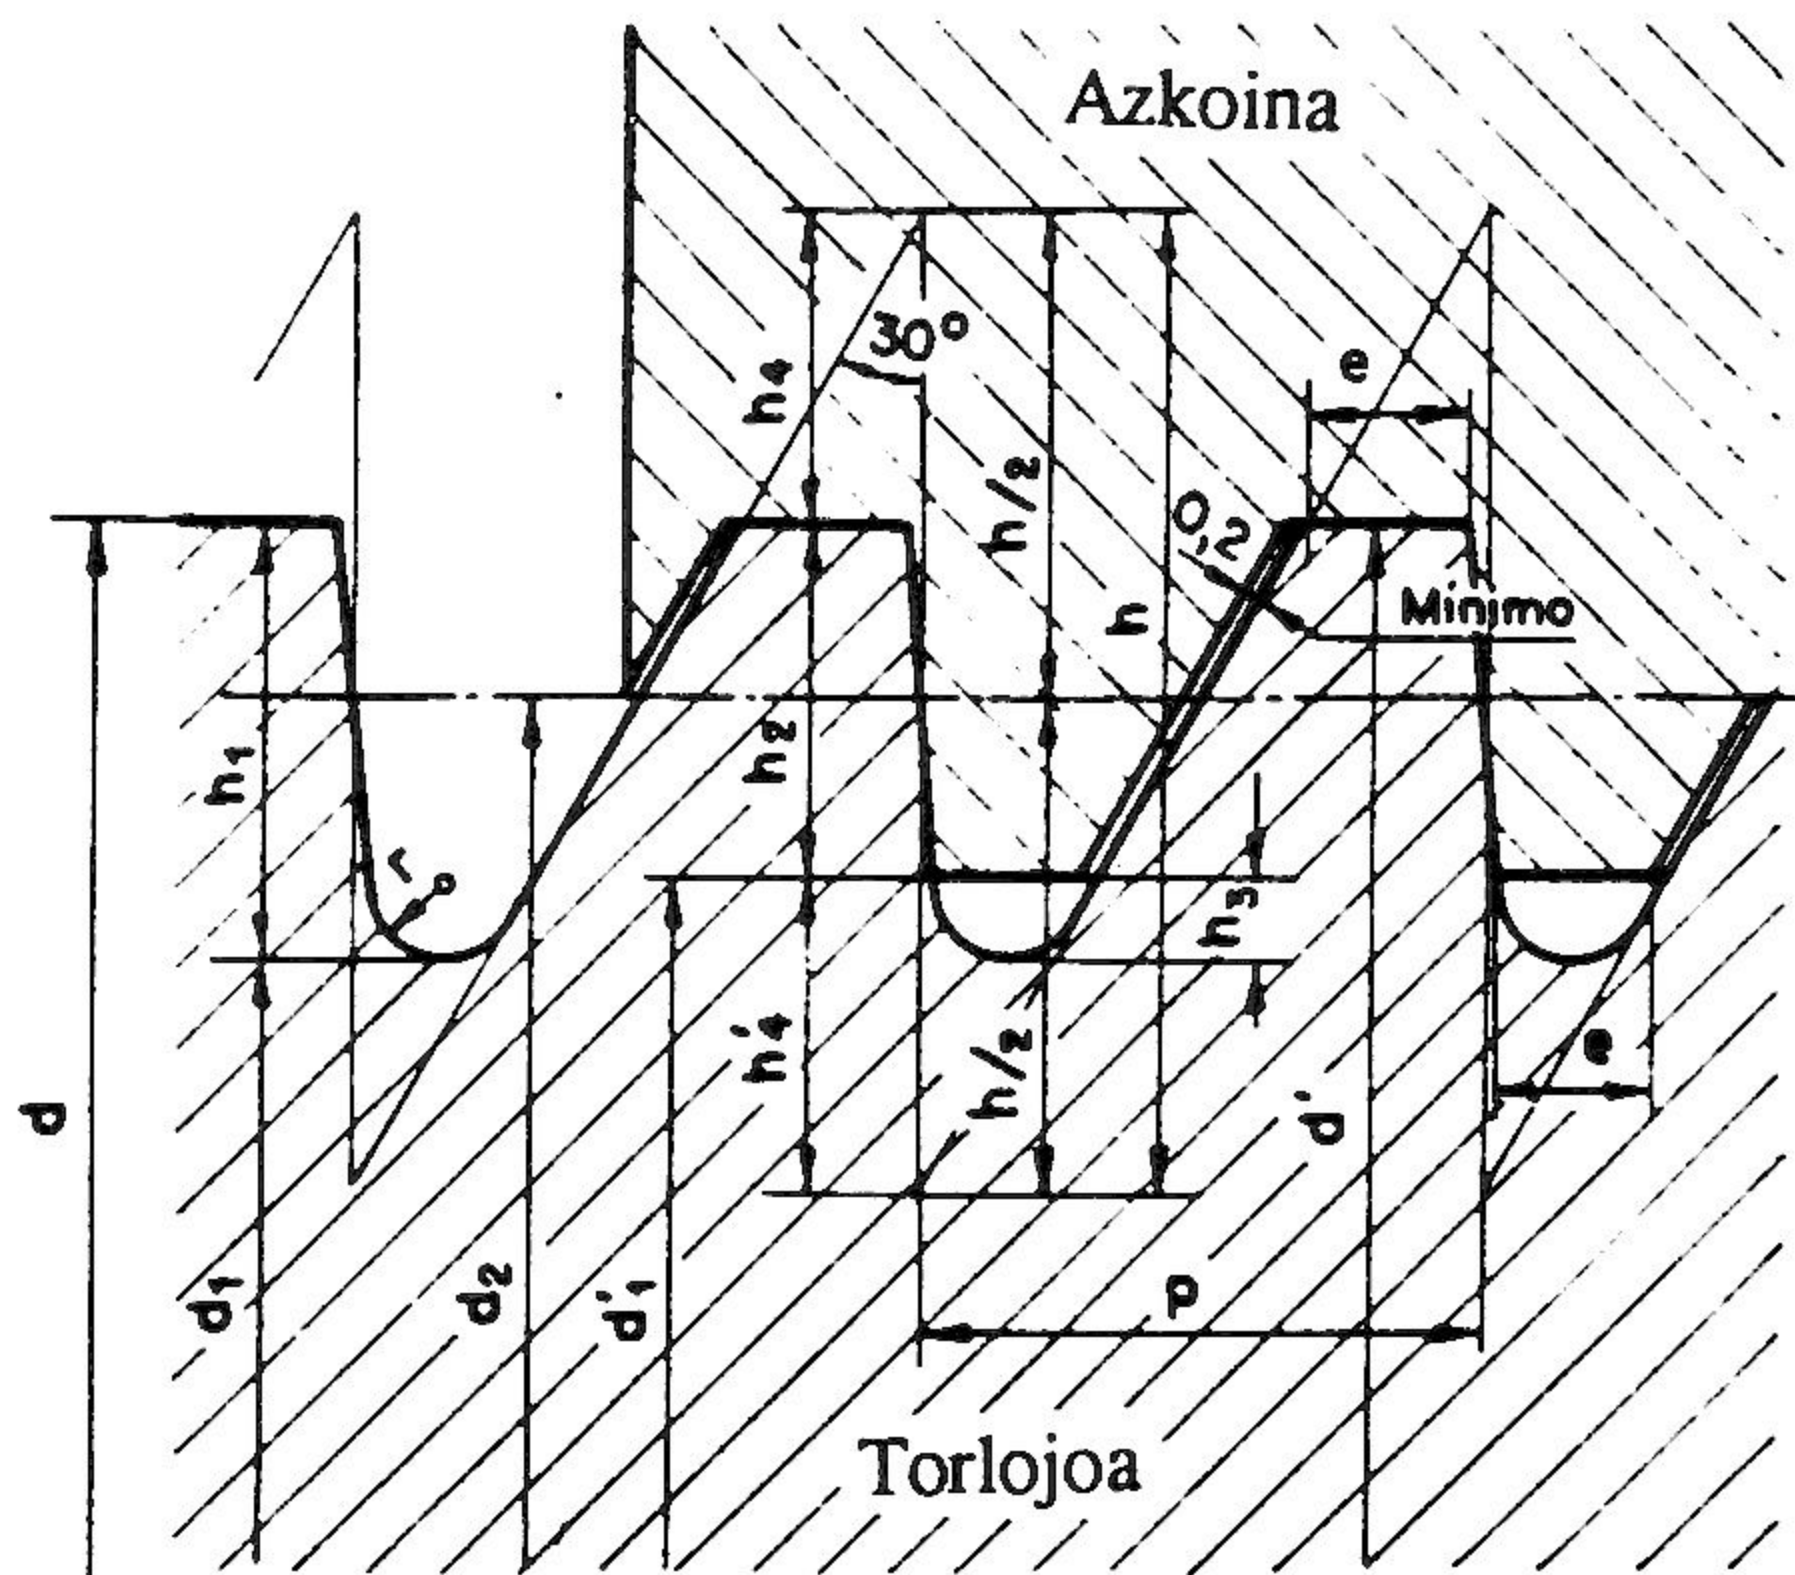 Azkoina
30°
e
h4
h/2
0,2
h
Minimo
h1
h2
r
h3
h'4
h/2
e
d
d'
d1
d2
d'1
p
Torlojoa